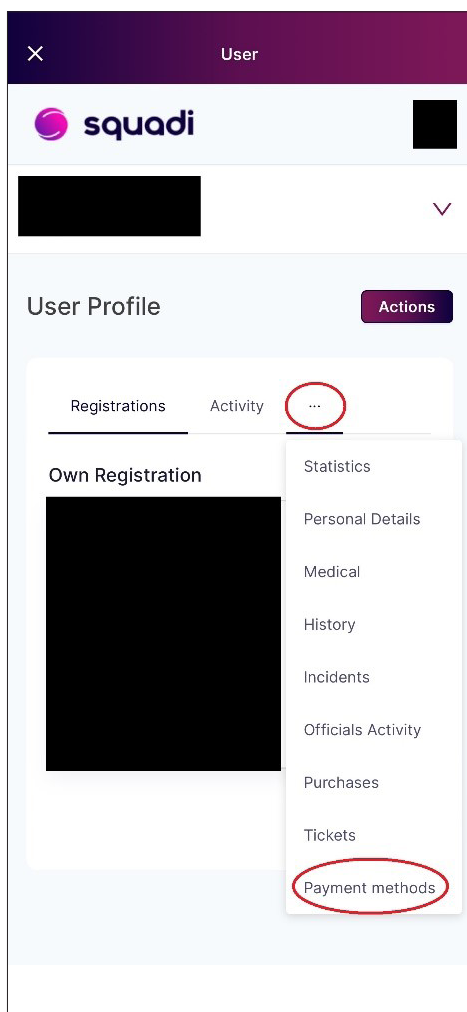 User
squadi
User Profile
Actions
Registrations Activity ...
Own Registration
Statistics
Personal Details
Medical
History
Incidents
Officials Activity
Purchases
Tickets
Payment methods